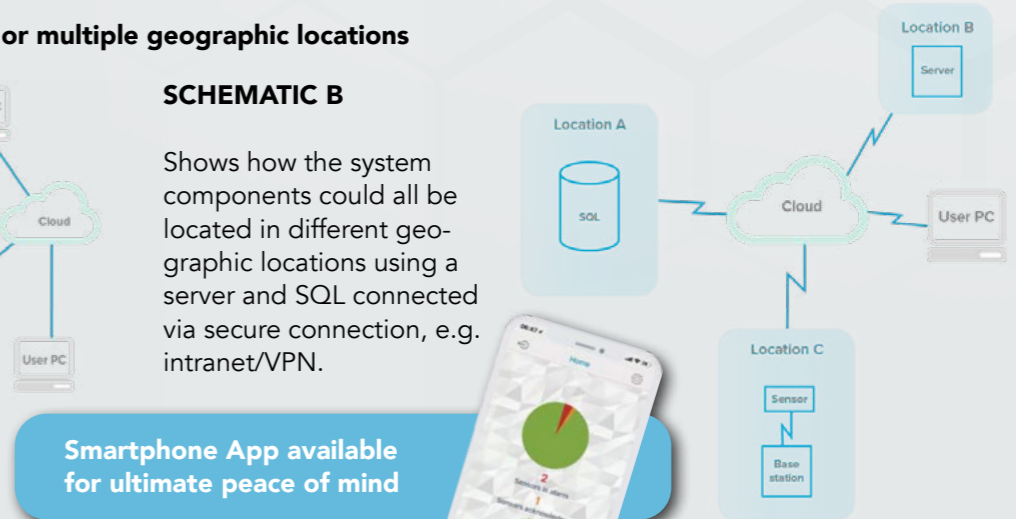 or multiple geographic locations
SCHEMATIC B
Shows how the system
components could all be
located in different geo-
graphic locations using a
server and SQL connected
via secure connection, e.g.
intranet/VPN.
Cloud
User PC
Location A
SQL
Location B
Server
Cloud
User PC
Location C
Sensor
Base
station
Smartphone App available
for ultimate peace of mind
Home
2
Sensors in alarm
1
Sensors acknowledged